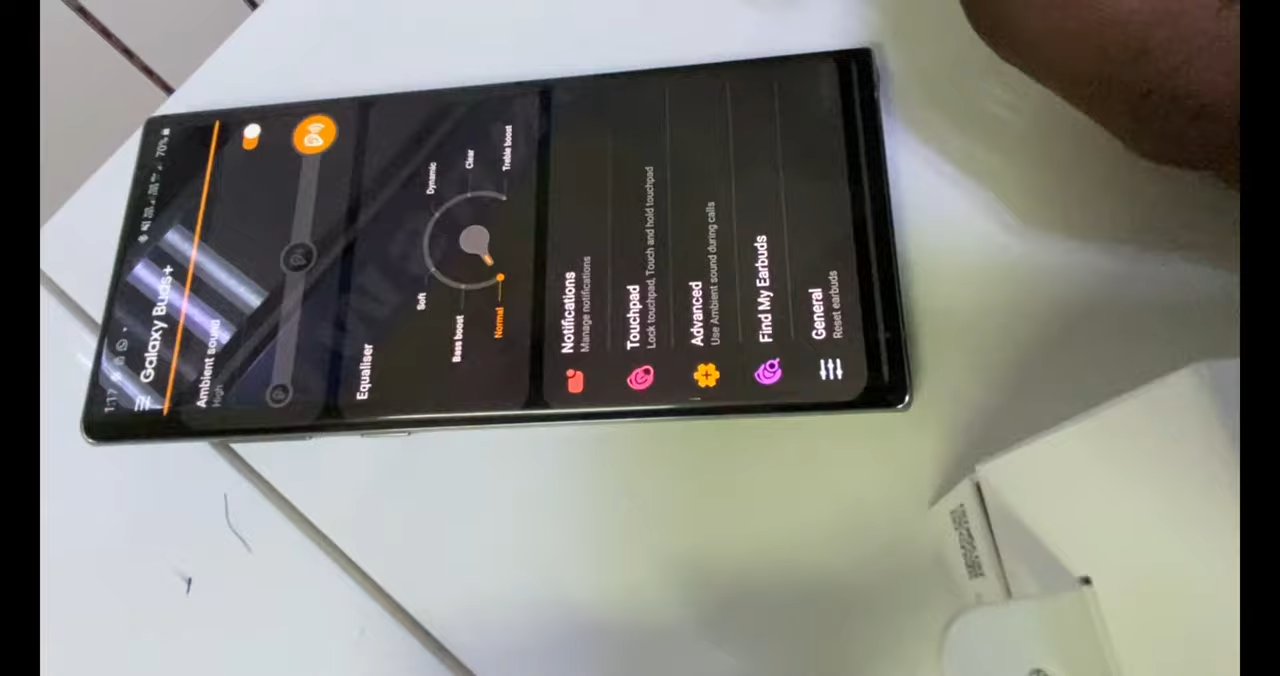 70%
Galaxy Buds+
Ambient sound
High
Equaliser
Dynamic
Clear
Treble boost
Soft
Bass boost
Normal
Notifications
Manage notifications
Touchpad
Lock touchpad, Touch and hold touchpad
Advanced
Use Ambient sound during calls
Find My Earbuds
General
Reset earbuds